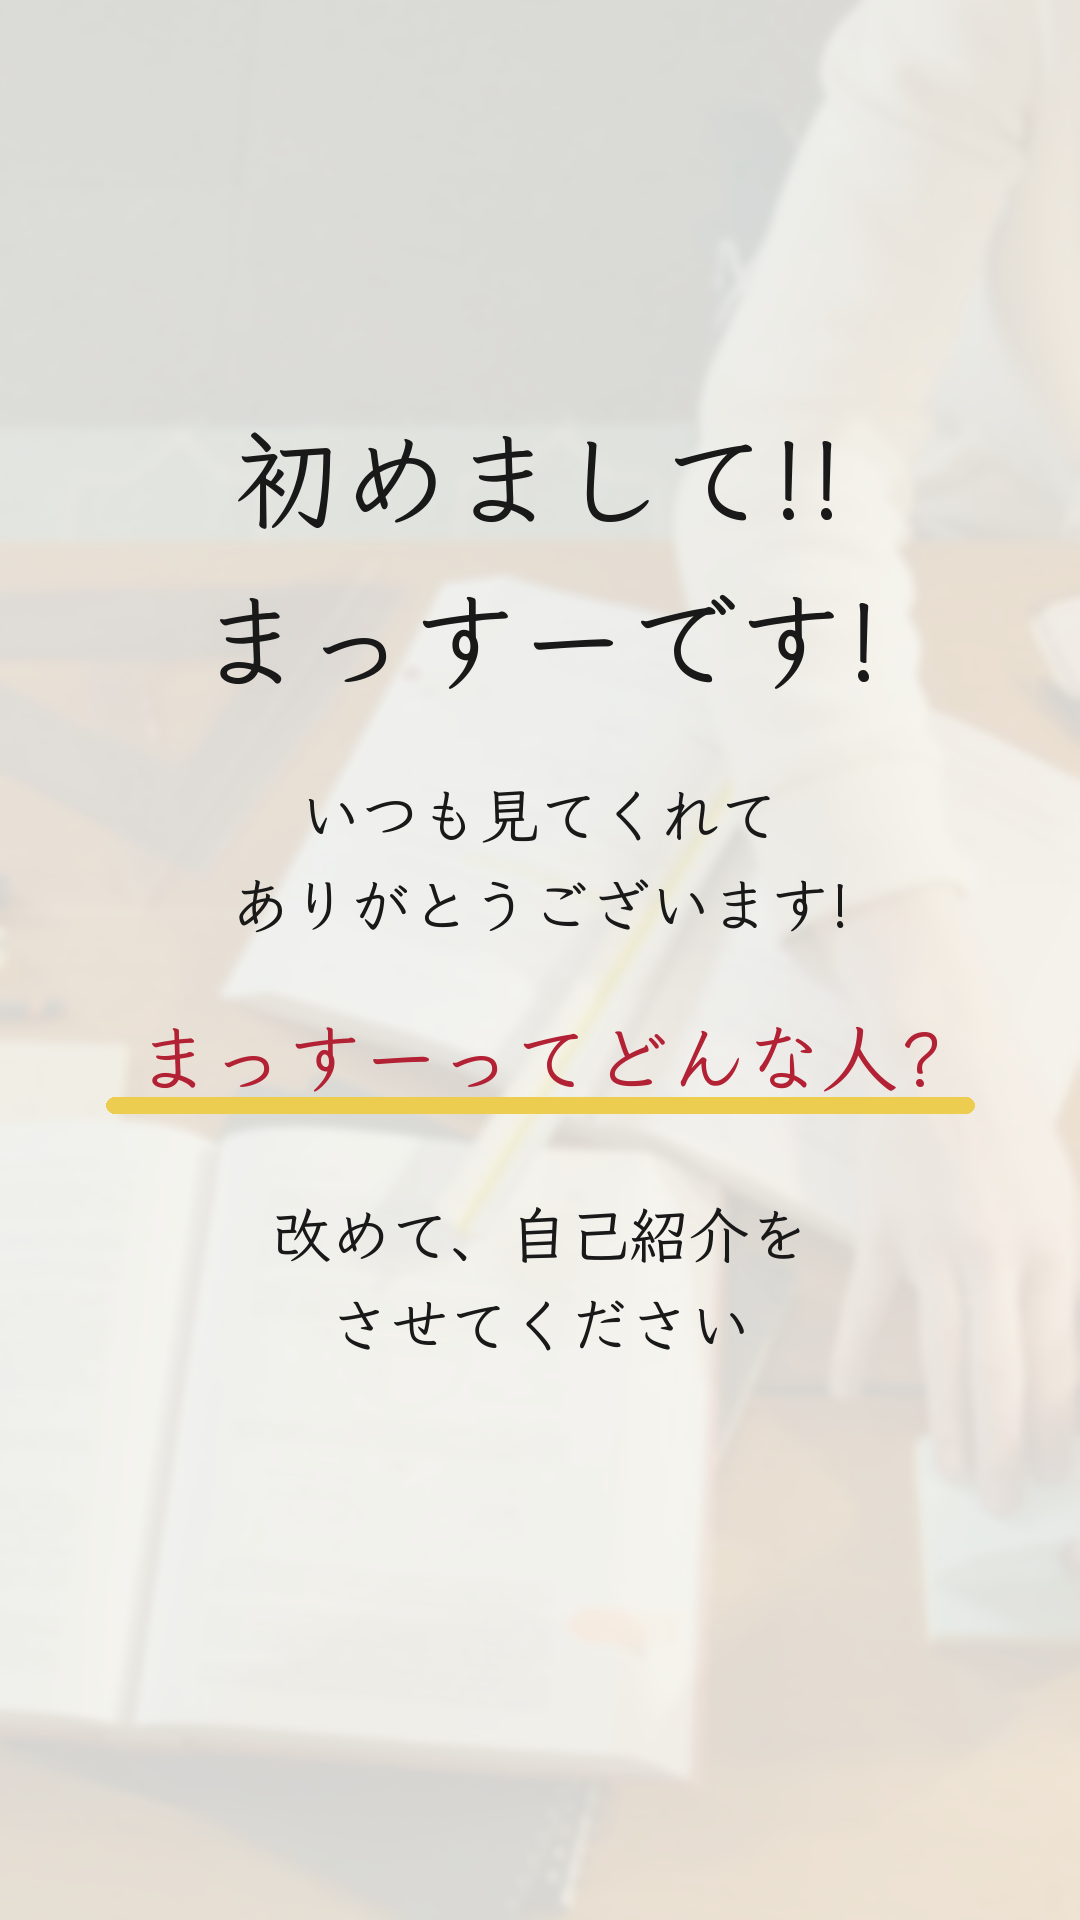 初めまして!!
まっすーです!
いつも見てくれて
ありがとうございます!
まっすーってどんな人?
改めて、自己紹介を
させてください